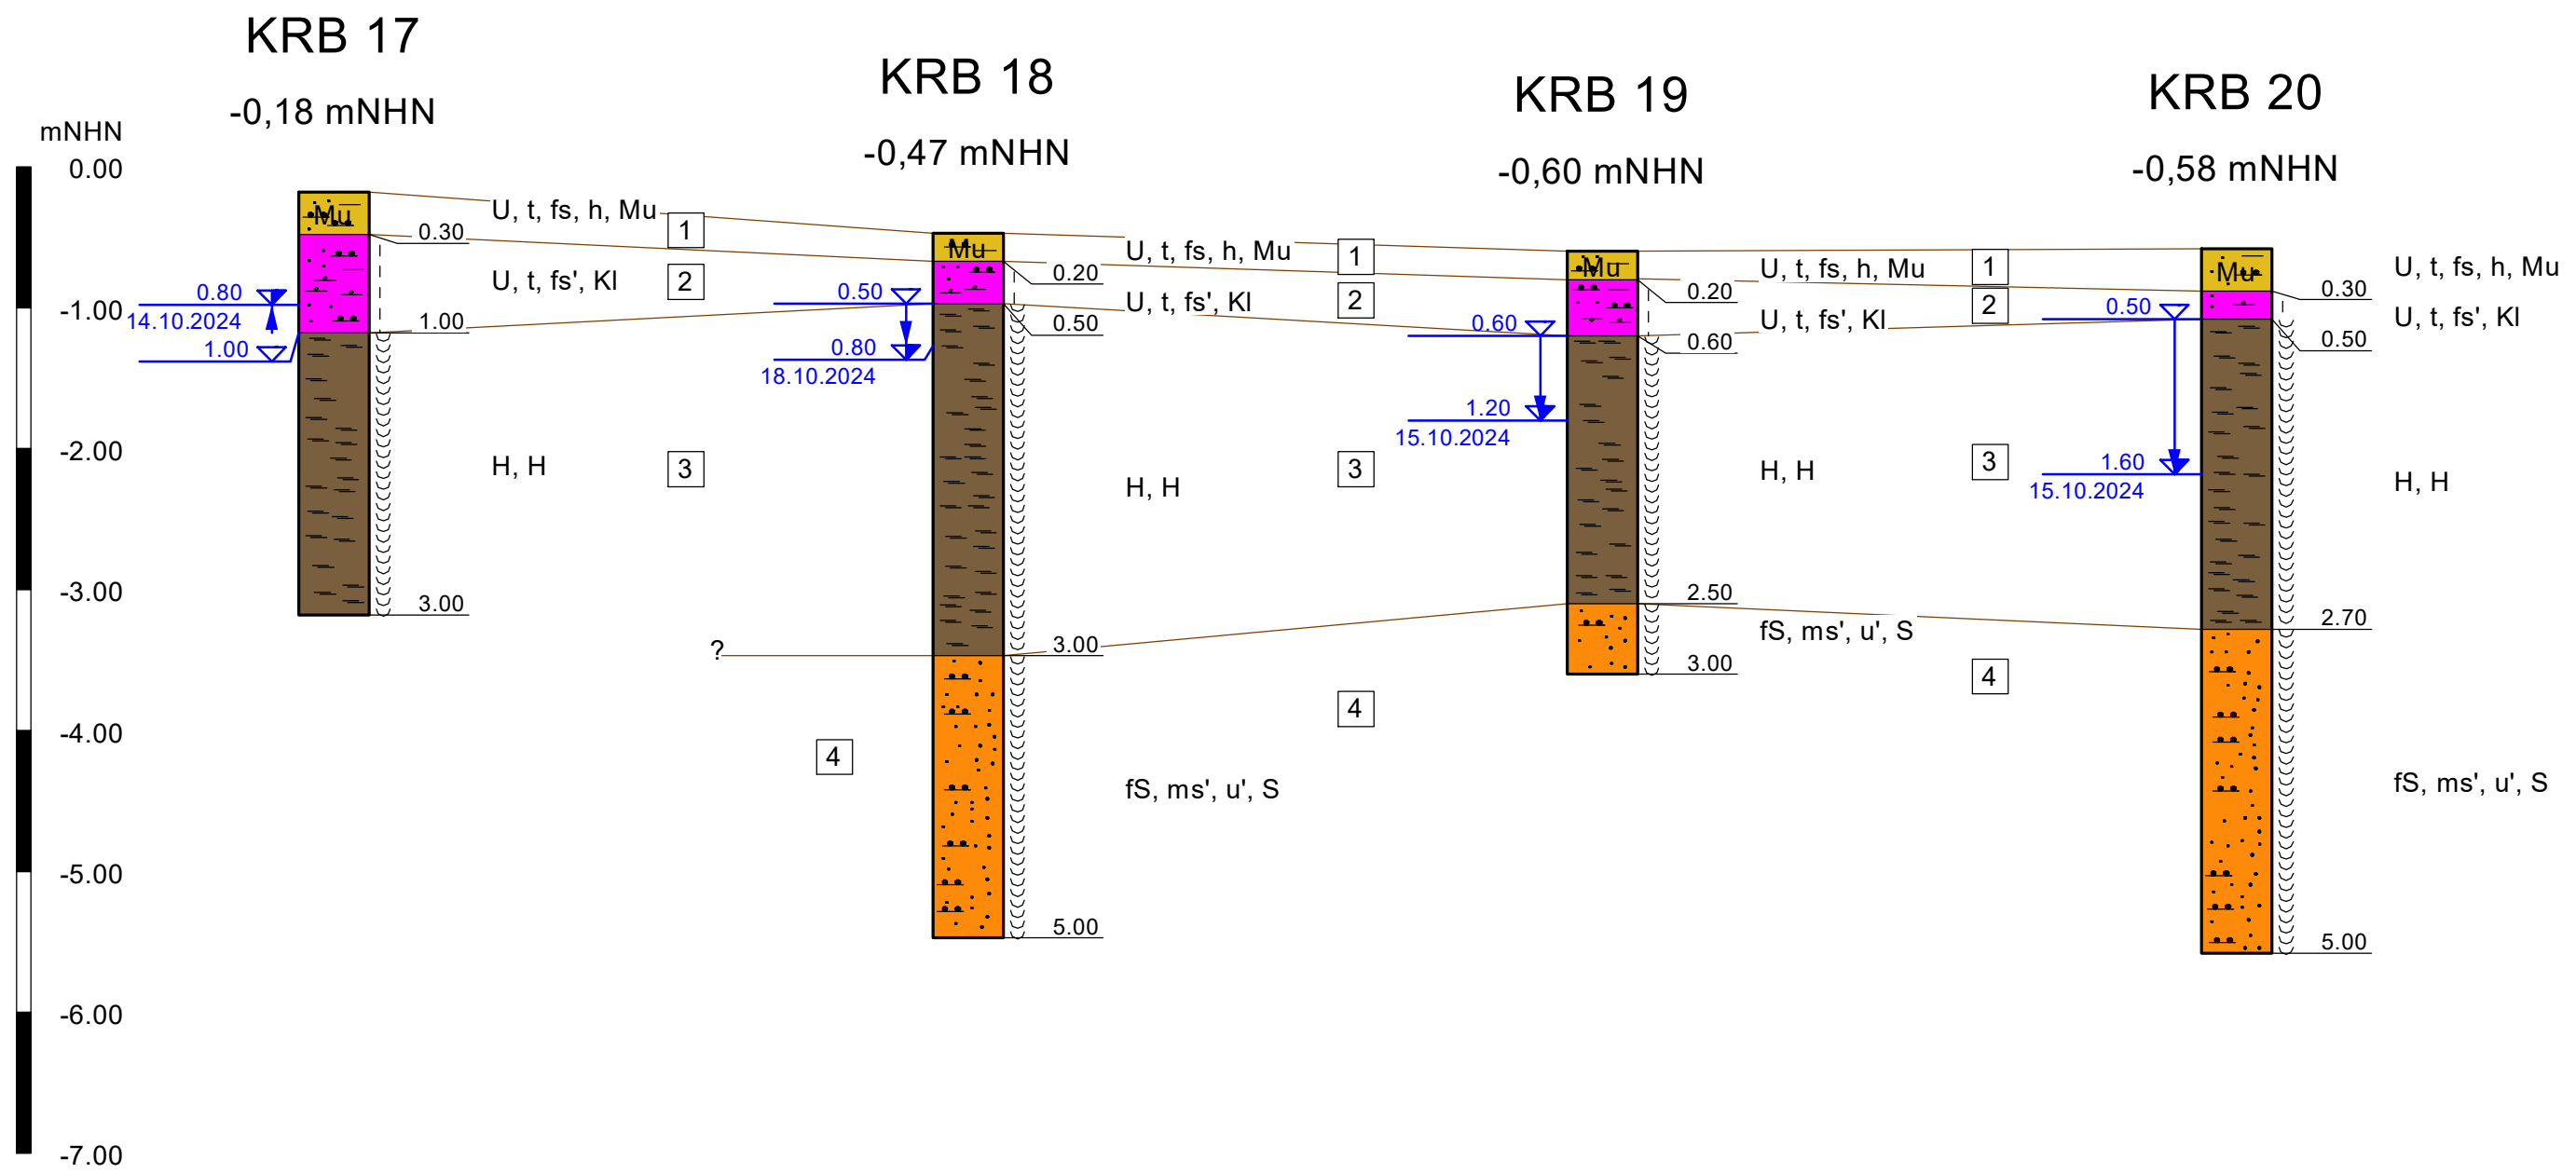 KRB 17
-0,18 mNHN
KRB 18
-0,47 mNHN
KRB 19
-0,60 mNHN
KRB 20
-0,58 mNHN
mNHN
0.00
-1.00
-2.00
-3.00
-4.00
-5.00
-6.00
-7.00
Mu
U, t, fs, h, Mu
0.30
U, t, fs', Kl
0.80
14.10.2024
1.00
1.00
H, H
3.00
1
2
3
?
4
Mu
U, t, fs, h, Mu
0.20
U, t, fs', Kl
0.50
0.50
0.80
18.10.2024
H, H
3.00
fS, ms', u', S
5.00
1
2
3
4
Mu
U, t, fs, h, Mu
0.20
U, t, fs', Kl
0.60
0.60
1.20
15.10.2024
H, H
2.50
fS, ms', u', S
3.00
1
2
3
4
Mu
U, t, fs, h, Mu
0.30
U, t, fs', Kl
0.50
0.50
1.60
15.10.2024
H, H
2.70
fS, ms', u', S
5.00